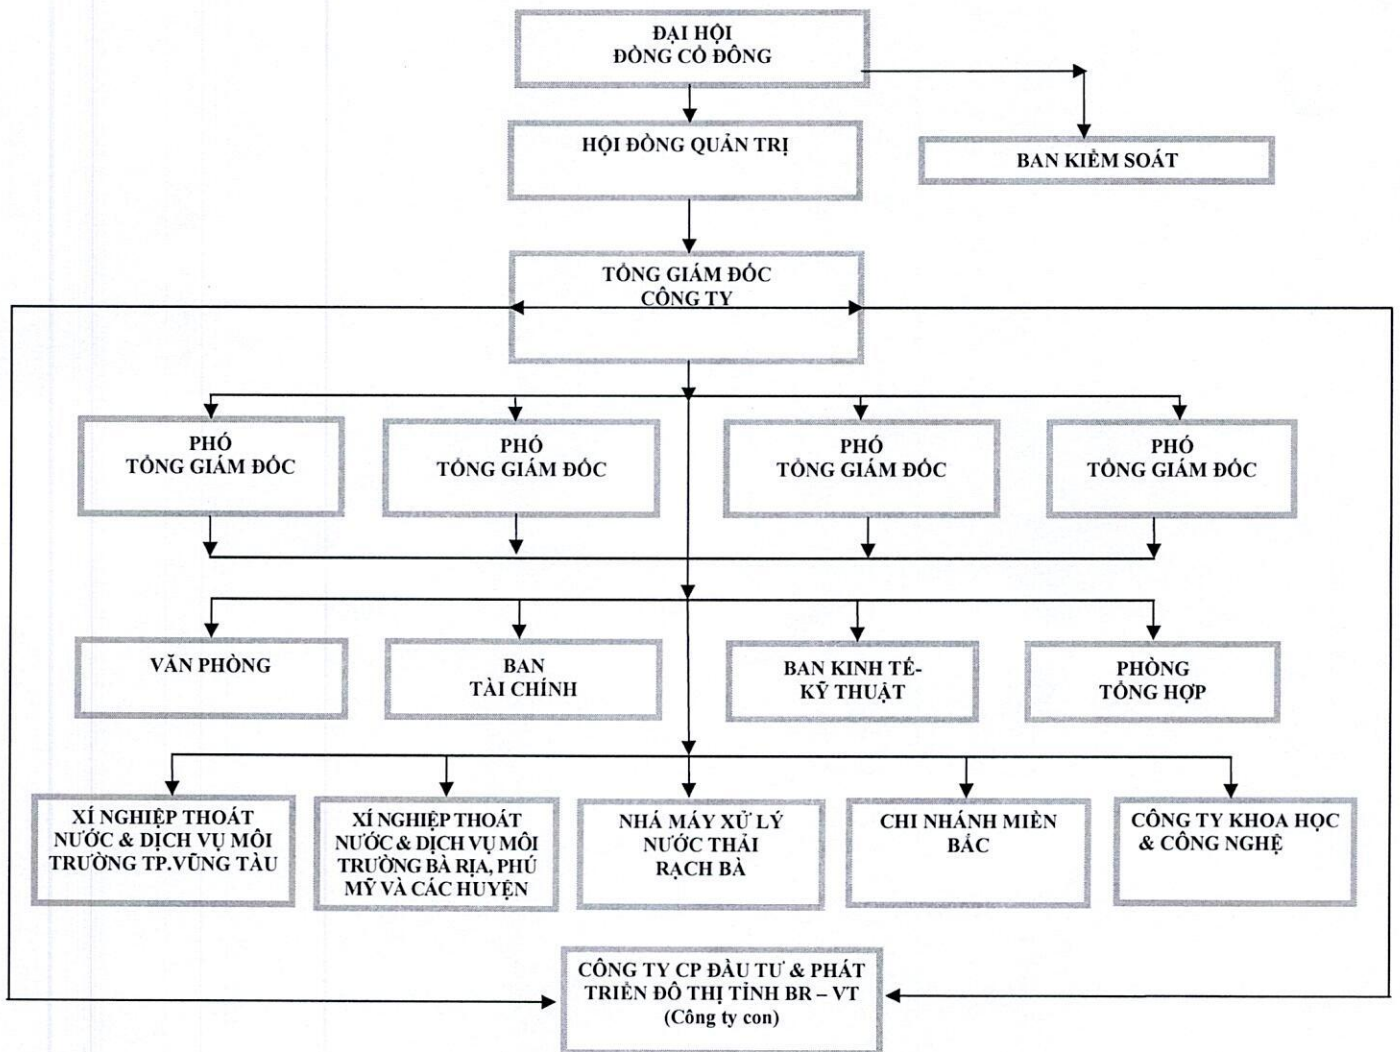 ĐẠI HỘI
ĐỒNG CỔ ĐÔNG
HỘI ĐỒNG QUẢN TRỊ
BAN KIỂM SOÁT
TỔNG GIÁM ĐỐC
CÔNG TY
PHÓ
TỔNG GIÁM ĐỐC
PHÓ
TỔNG GIÁM ĐỐC
PHÓ
TỔNG GIÁM ĐỐC
PHÓ
TỔNG GIÁM ĐỐC
VĂN PHÒNG
BAN
TÀI CHÍNH
BAN KINH TẾ-
KỸ THUẬT
PHÒNG
TỔNG HỢP
XÍ NGHIỆP THOÁT
NƯỚC & DỊCH VỤ MÔI
TRƯỜNG TP.VŨNG TÀU
XÍ NGHIỆP THOÁT
NƯỚC & DỊCH VỤ MÔI
TRƯỜNG BÀ RỊA, PHÚ
MỸ VÀ CÁC HUYỆN
NHÁ MÁY XỬ LÝ
NƯỚC THẢI
RẠCH BÀ
CHI NHÁNH MIỀN
BẮC
CÔNG TY KHOA HỌC
& CÔNG NGHỆ
CÔNG TY CP ĐẦU TƯ & PHÁT
TRIỂN ĐÔ THỊ TỈNH BR – VT
(Công ty con)